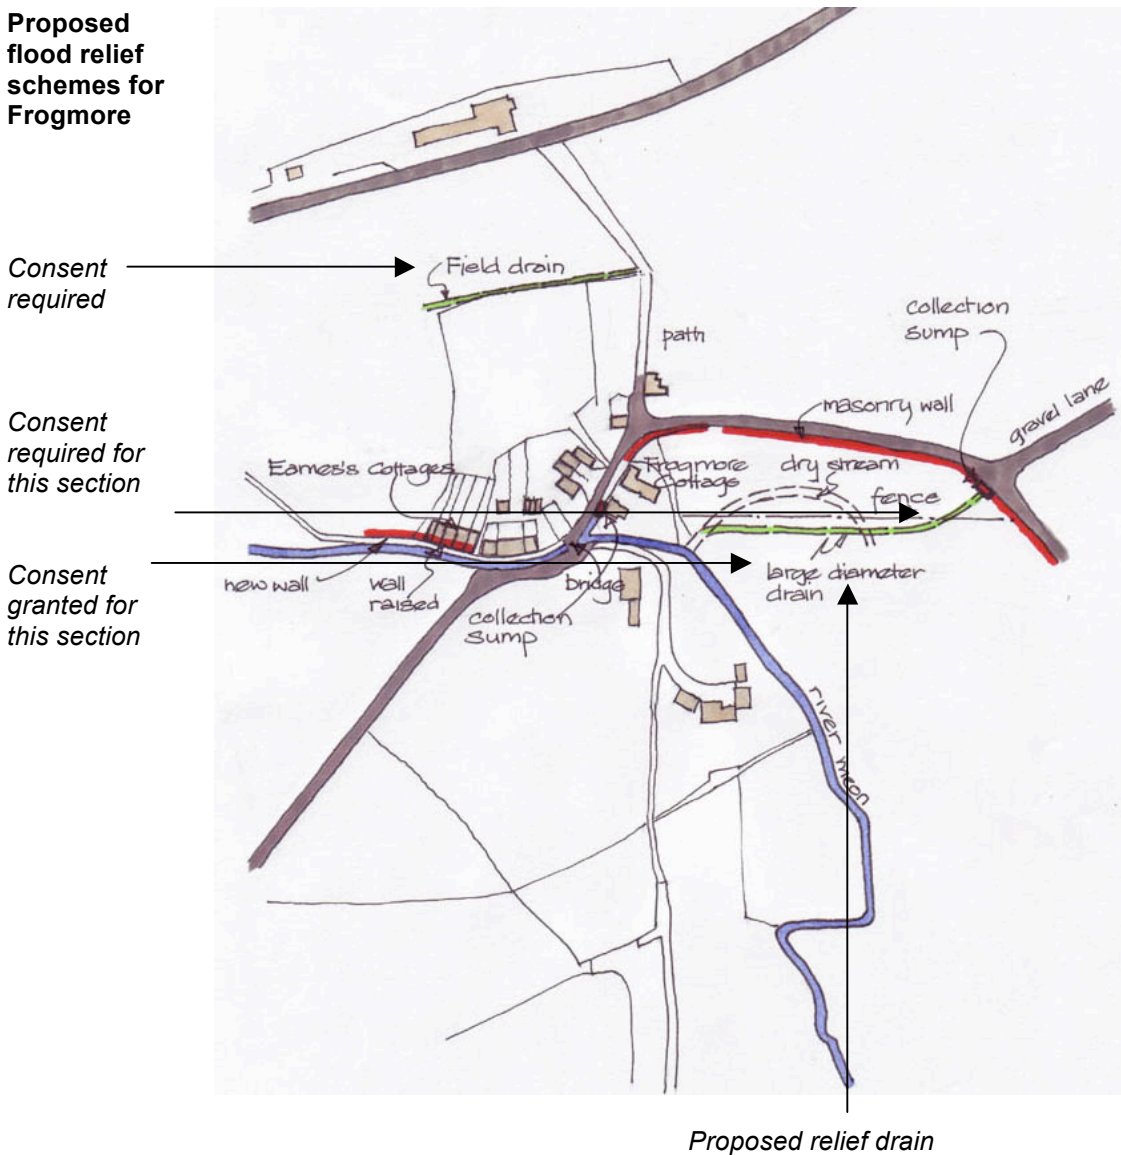 Proposed
flood relief
schemes for
Frogmore
Consent
required
Field drain
path
collection
sump
gravel lane
masonry wall
Consent
required for
this section
Eames's Cottages
Frogmore
Cottags
dry stream
fence
Consent
granted for
this section
new wall
wall
raised
bridge
collection
sump
large diameter
drain
river meon
Proposed relief drain